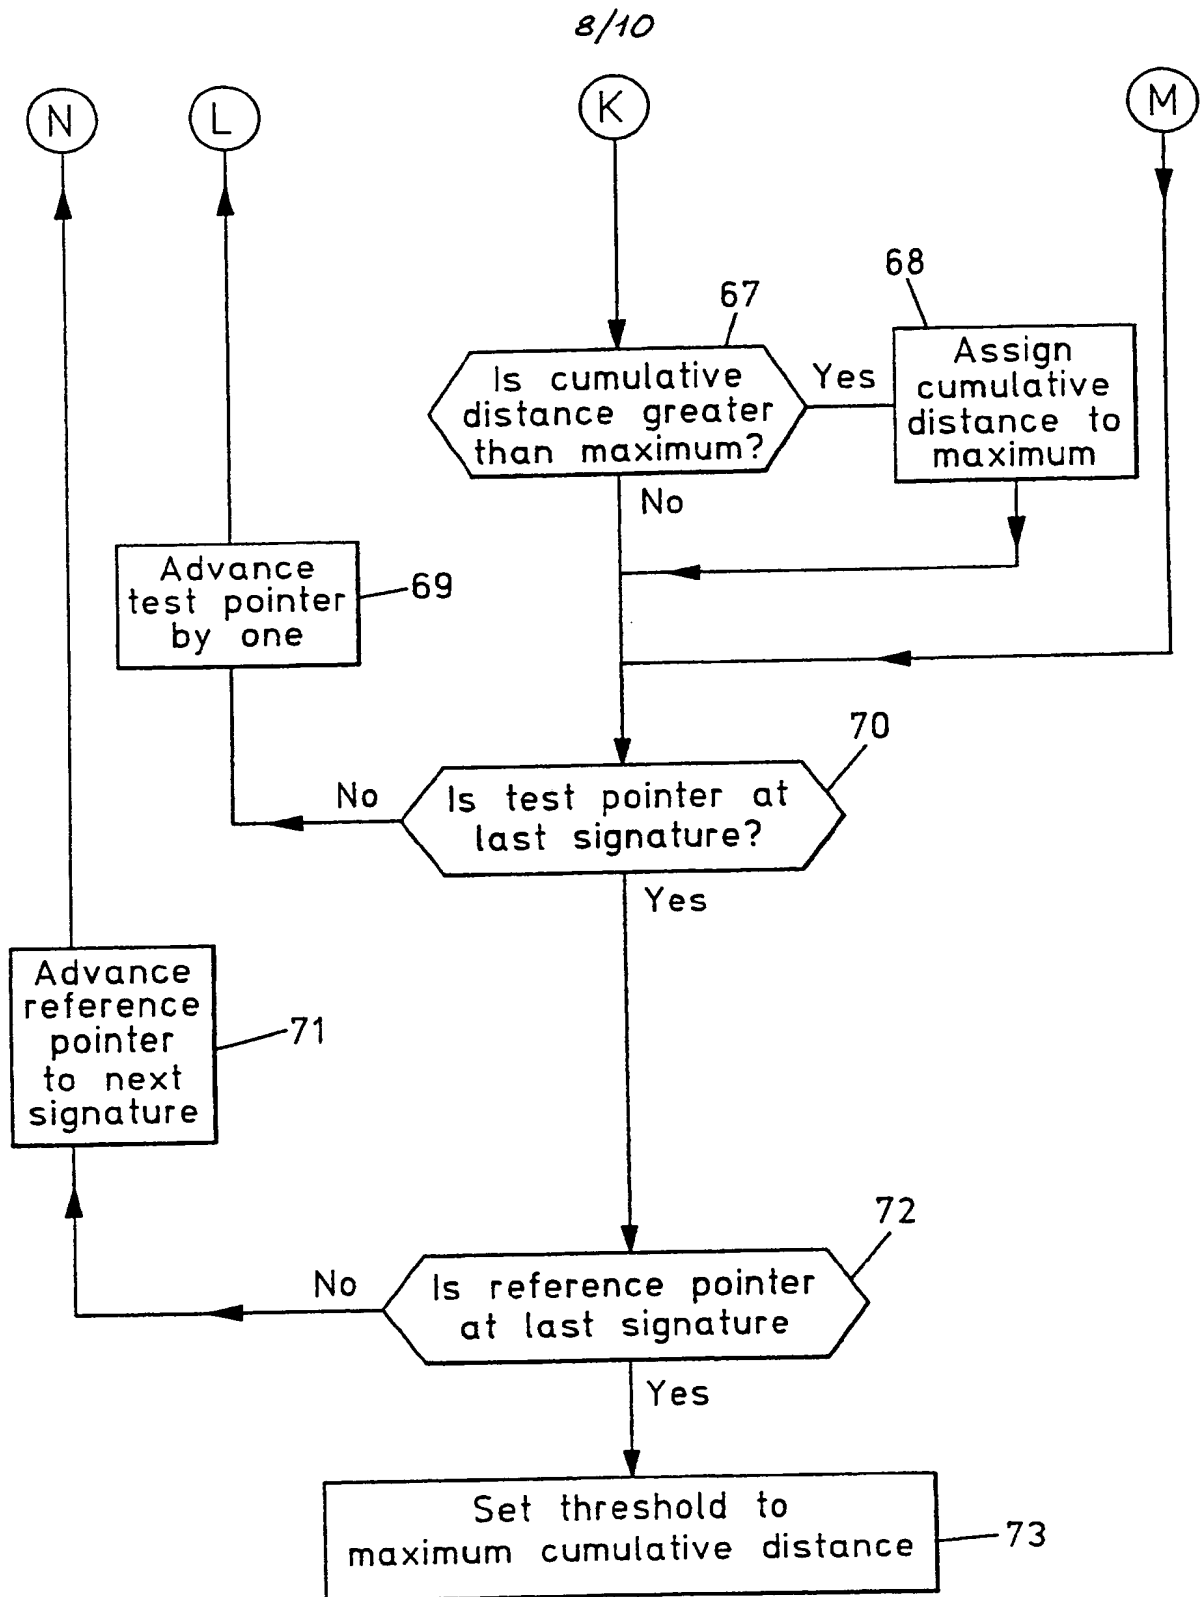 8/10
N
L
K
M
67
68
Is cumulative
distance greater
than maximum?
Yes
Assign
cumulative
distance to
maximum
No
Advance
test pointer
by one
69
70
No
Is test pointer at
last signature?
Yes
Advance
reference
pointer
to next
signature
71
72
No
Is reference pointer
at last signature
Yes
Set threshold to
maximum cumulative distance
73